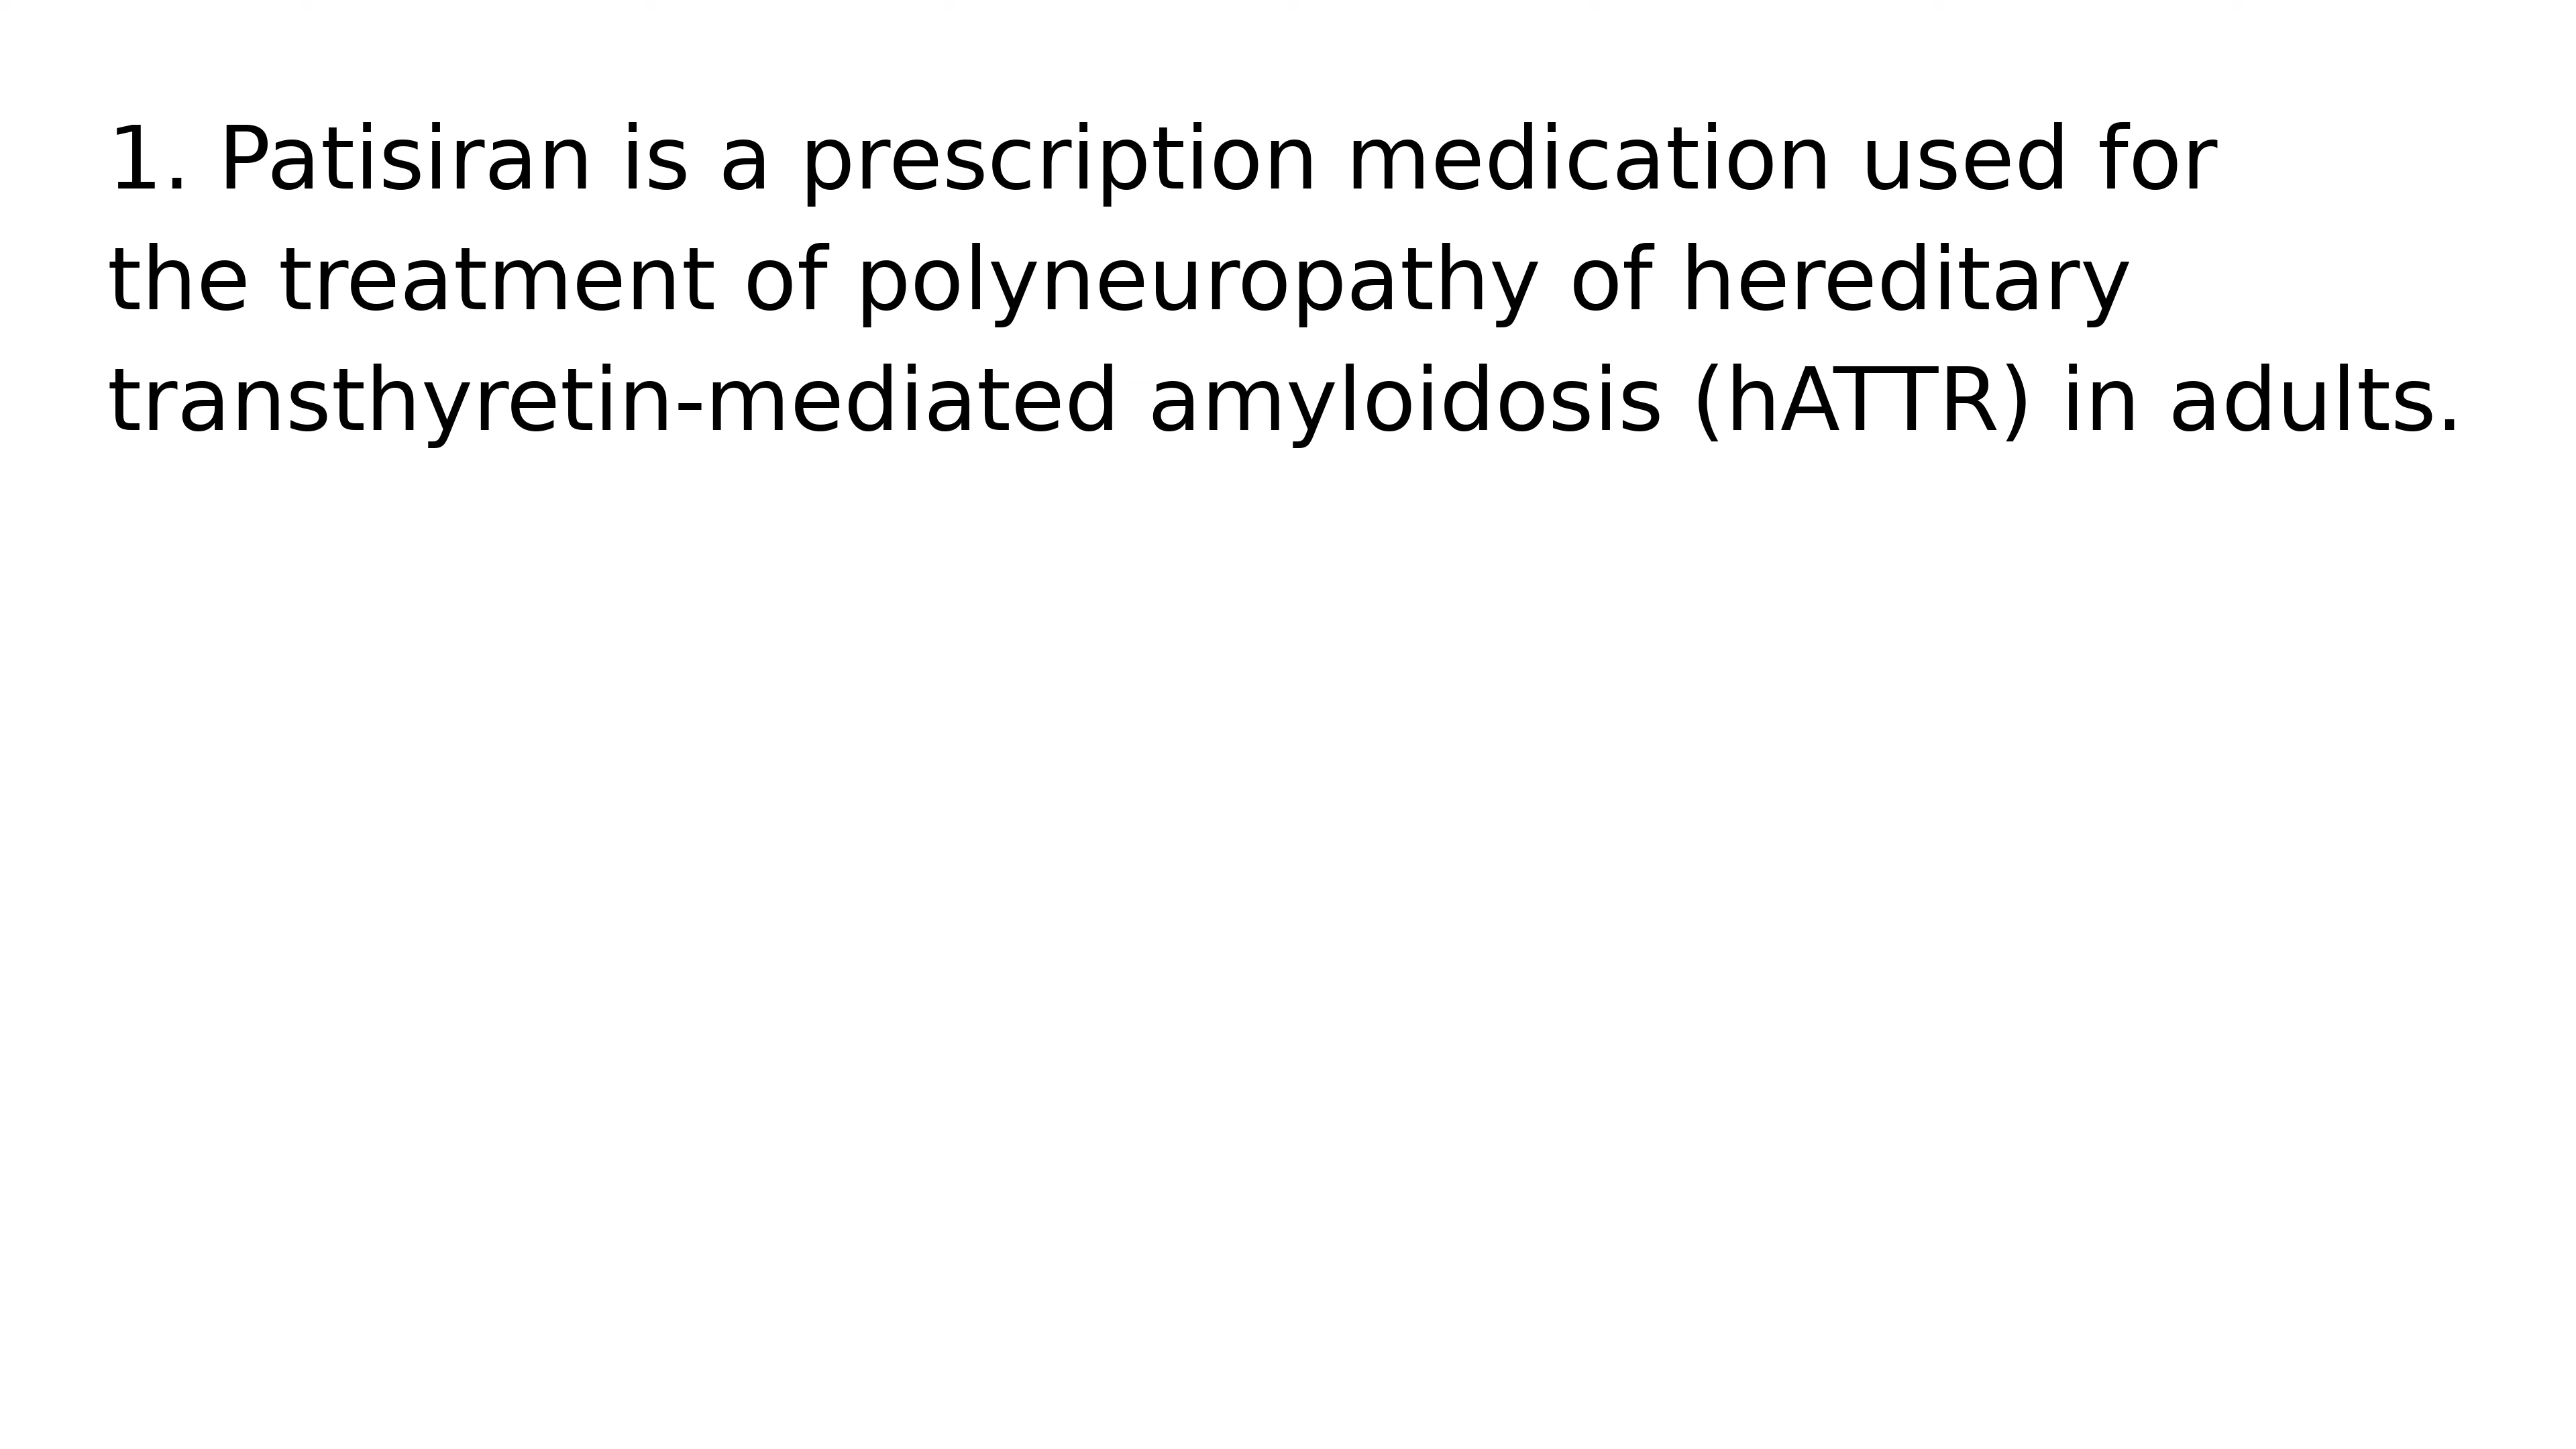 1. Patisiran is a prescription medication used for
the treatment of polyneuropathy of hereditary
transthyretin-mediated amyloidosis (hATTR) in adults.